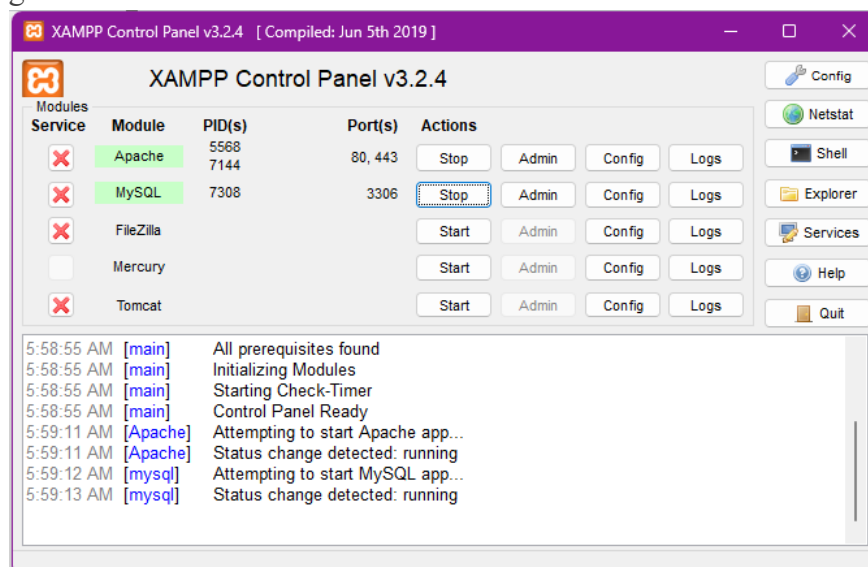 XAMPP Control Panel v3.2.4 [ Compiled: Jun 5th 2019 ]
XAMPP Control Panel v3.2.4
Config
Modules
Service Module PID(s) Port(s) Actions
Netstat
Apache 5568 7144 80, 443 Stop Admin Config Logs
Shell
MySQL 7308 3306 Stop Admin Config Logs
Explorer
FileZilla Start Admin Config Logs
Services
Mercury Start Admin Config Logs
Help
Tomcat Start Admin Config Logs
Quit
5:58:55 AM [main] All prerequisites found
5:58:55 AM [main] Initializing Modules
5:58:55 AM [main] Starting Check-Timer
5:58:55 AM [main] Control Panel Ready
5:59:11 AM [Apache] Attempting to start Apache app...
5:59:11 AM [Apache] Status change detected: running
5:59:12 AM [mysql] Attempting to start MySQL app...
5:59:13 AM [mysql] Status change detected: running